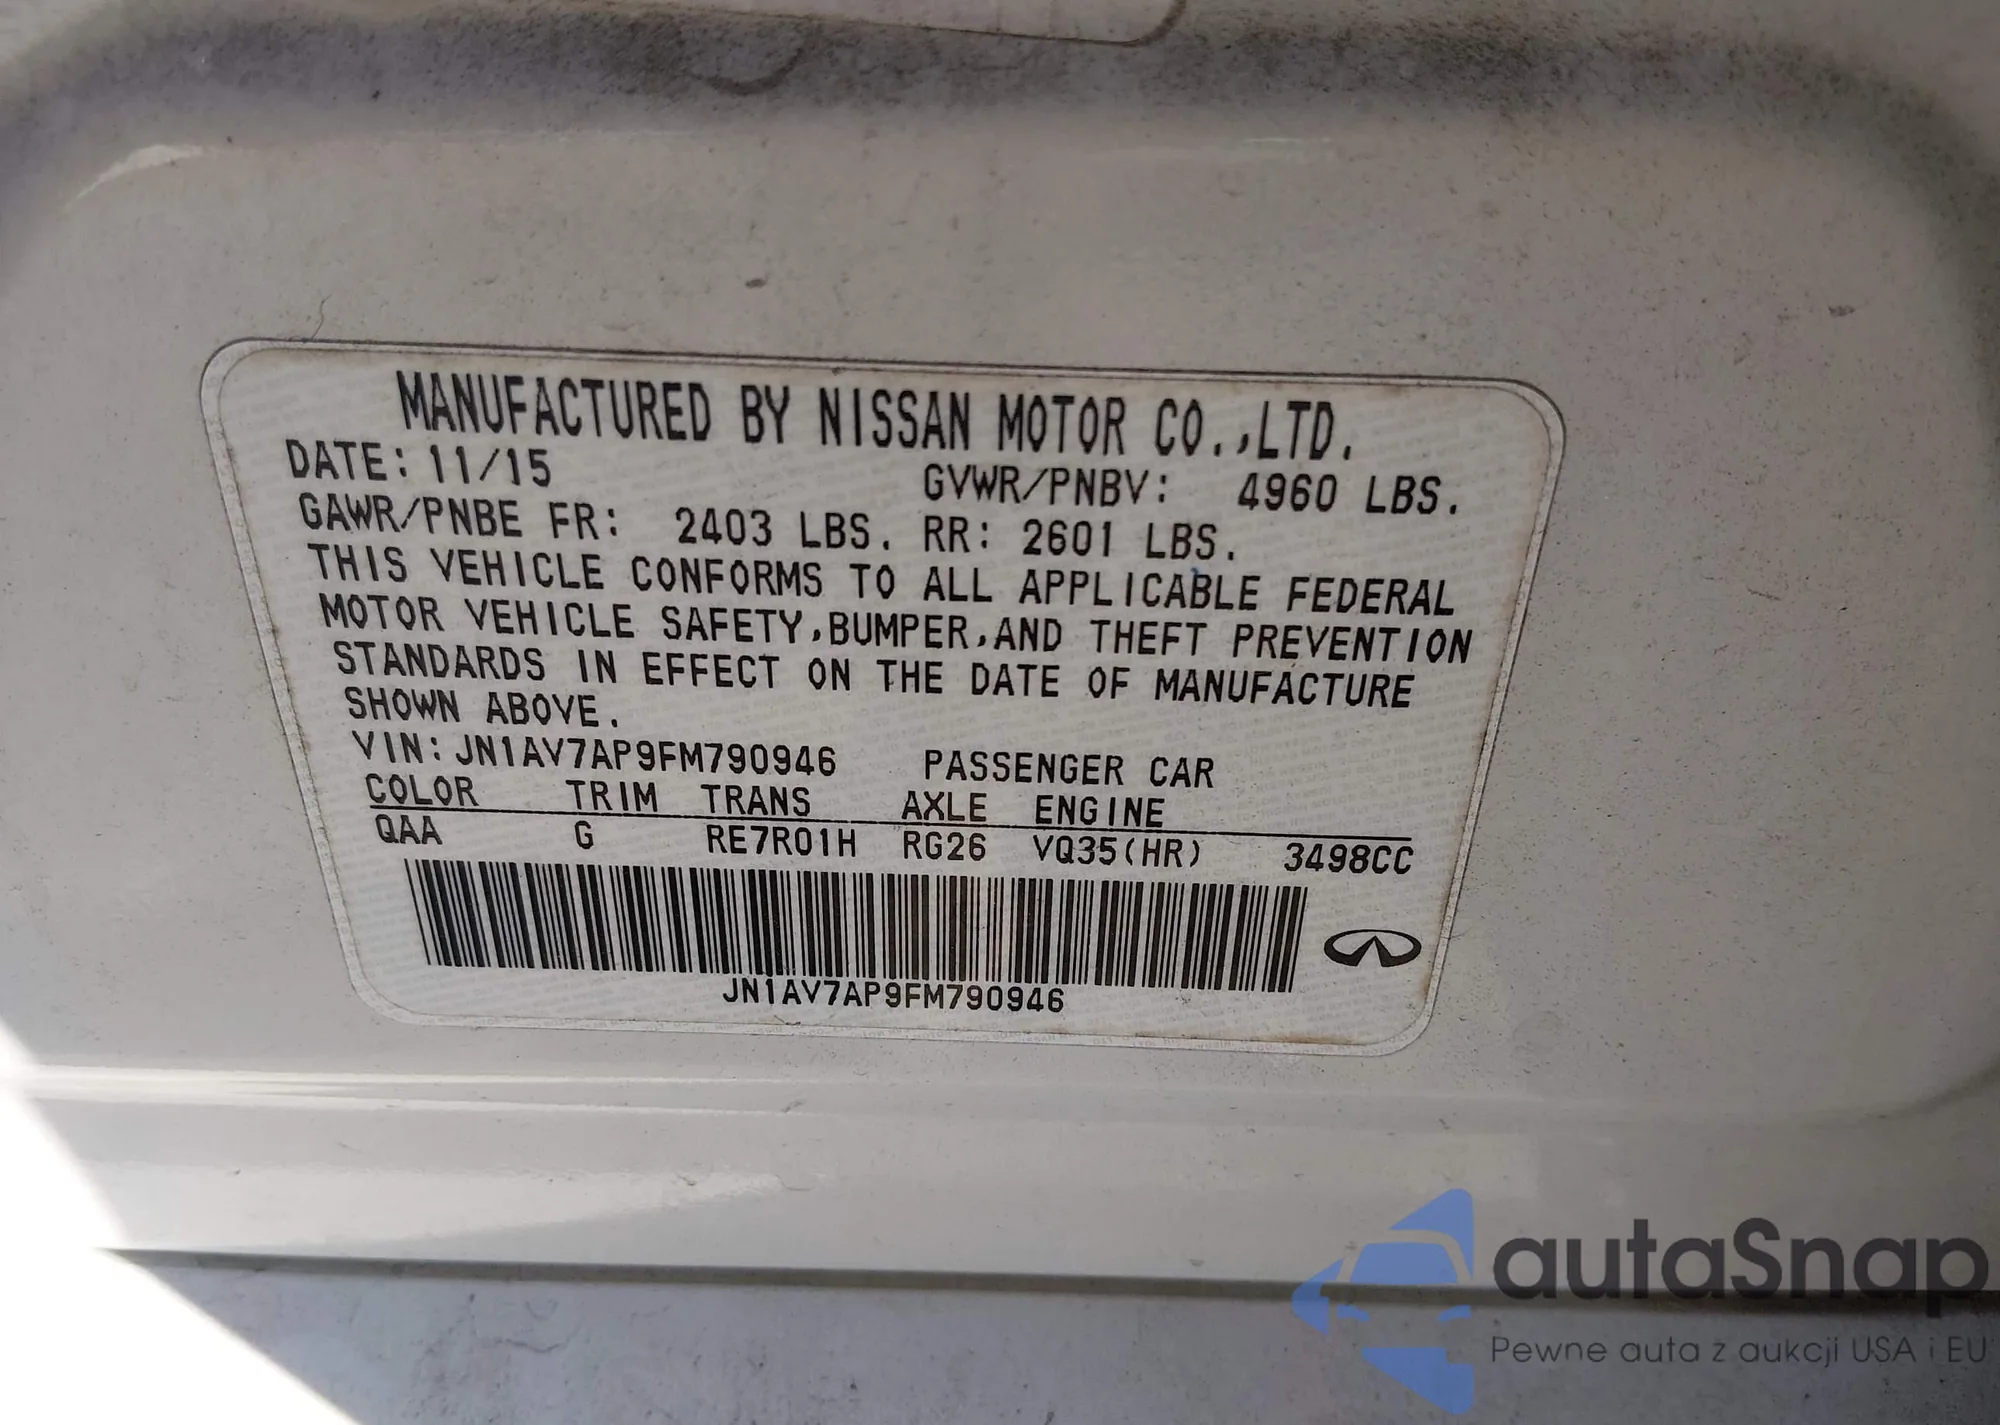 MANUFACTURED BY NISSAN MOTOR CO.,LTD.
DATE: 11/15 GVWR/PNBV: 4960 LBS.
GAWR/PNBE FR: 2403 LBS. RR: 2601 LBS.
THIS VEHICLE CONFORMS TO ALL APPLICABLE FEDERAL
MOTOR VEHICLE SAFETY,BUMPER,AND THEFT PREVENTION
STANDARDS IN EFFECT ON THE DATE OF MANUFACTURE
SHOWN ABOVE.
VIN: JN1AV7AP9FM790946 PASSENGER CAR
COLOR TRIM TRANS AXLE ENGINE
QAA G RE7R01H RG26 VQ35(HR) 3498CC
JN1AV7AP9FM790946
autaSnap
Pewne auta z aukcji USA i EU